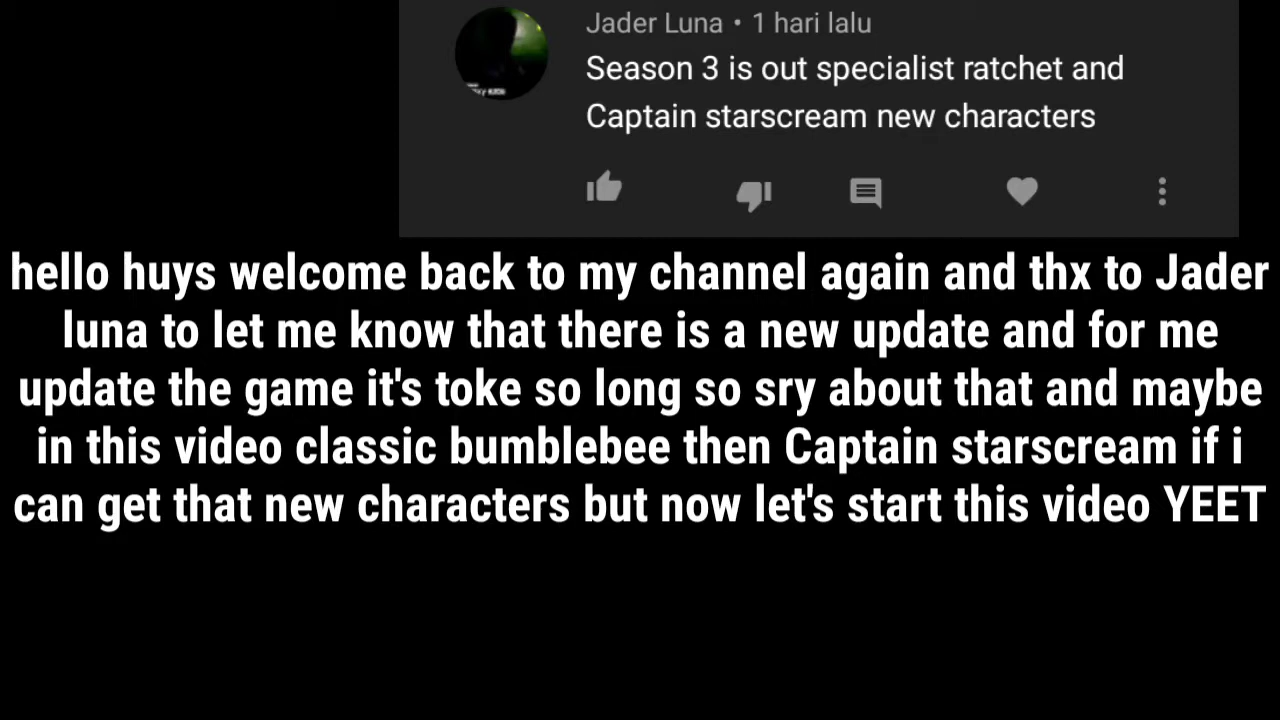 Jader Luna • 1 hari lalu
Season 3 is out specialist ratchet and
Captain starscream new characters
hello huys welcome back to my channel again and thx to Jader
luna to let me know that there is a new update and for me
update the game it's toke so long so sry about that and maybe
in this video classic bumblebee then Captain starscream if i
can get that new characters but now let's start this video YEET